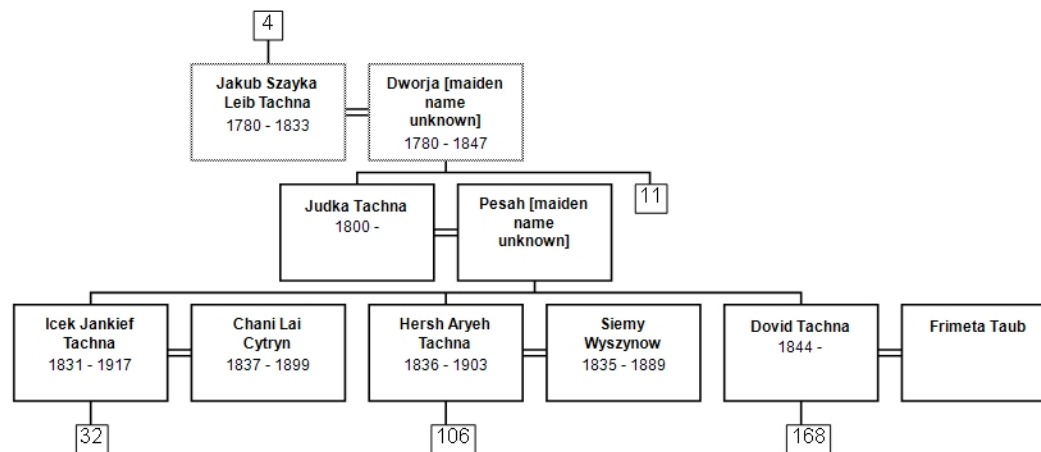 4
Jakub Szayka
Leib Tachna
1780 - 1833
Dworja [maiden
name
unknown]
1780 - 1847
11
Judka Tachna
1800 -
Pesah [maiden
name
unknown]
Icek Jankief
Tachna
1831 - 1917
Chani Lai
Cytryn
1837 - 1899
Hersh Aryeh
Tachna
1836 - 1903
Siemy
Wyszynow
1835 - 1889
Dovid Tachna
1844 -
Frimeta Taub
32
106
168